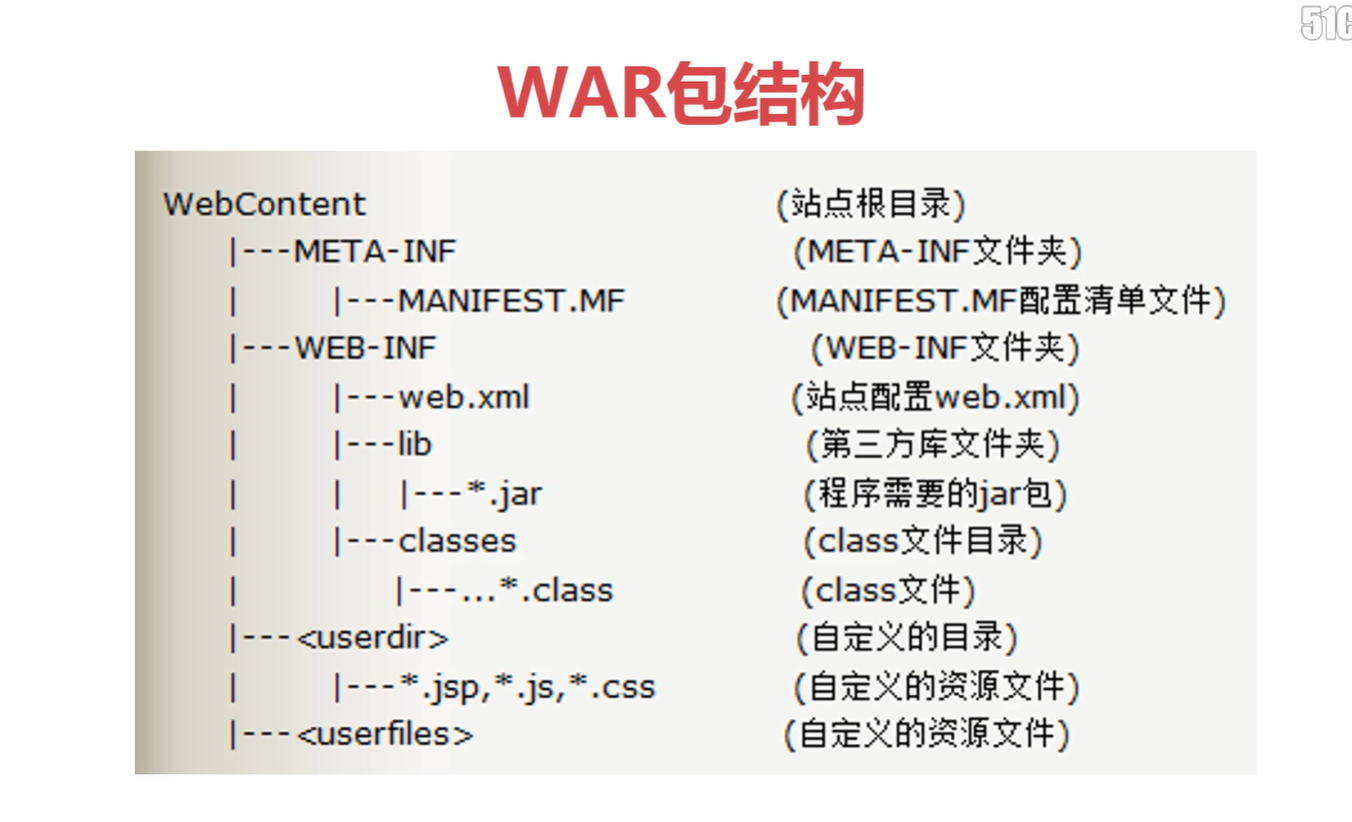 WAR包结构
WebContent (站点根目录)
|---META-INF (META-INF文件夹)
| |---MANIFEST.MF (MANIFEST.MF配置清单文件)
|---WEB-INF (WEB-INF文件夹)
| |---web.xml (站点配置web.xml)
| |---lib (第三方库文件夹)
| | |---*.jar (程序需要的jar包)
| |---classes (class文件目录)
| |---...*.class (class文件)
|---<userdir> (自定义的目录)
| |---*.jsp,*.js,*.css (自定义的资源文件)
|---<userfiles> (自定义的资源文件)